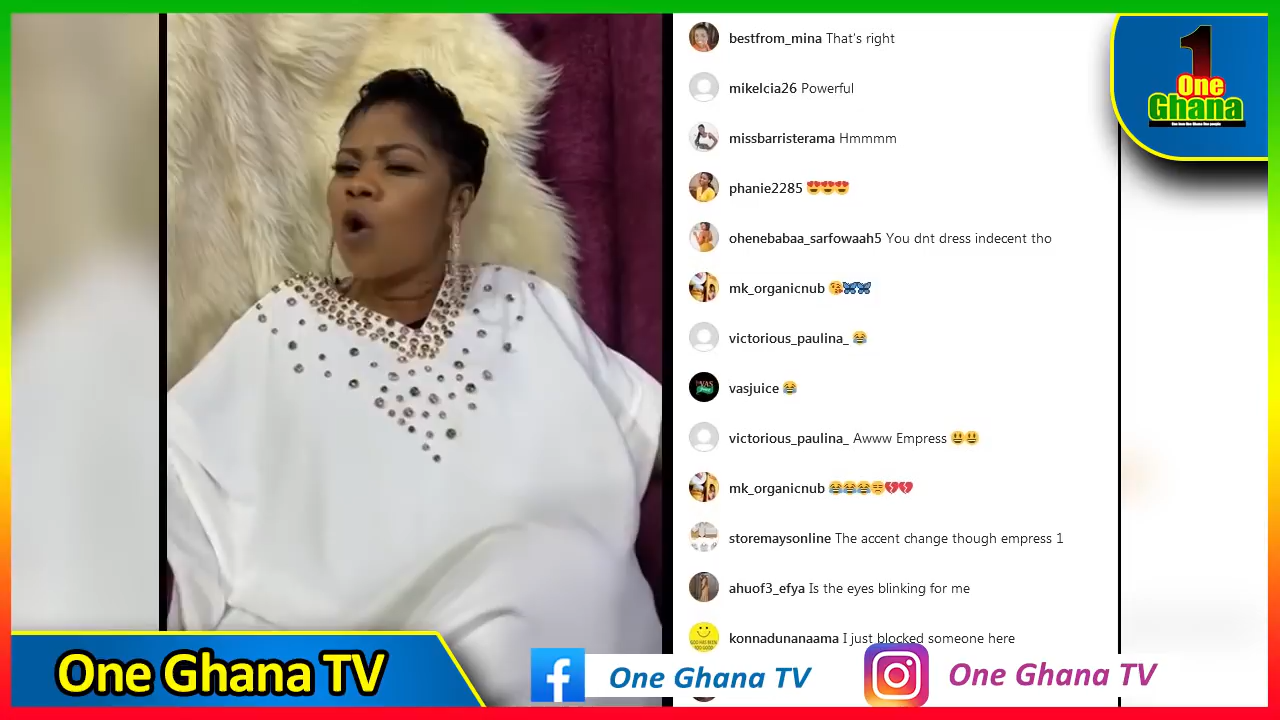 bestfrom_mina That's right
mikelcia26 Powerful
missbarristerama Hmmmm
phanie2285 😍😍😍
ohenebabaa_sarfowaah5 You dnt dress indecent tho
mk_organicnub 😘🦋🦋
victorious_paulina_ 😂
vasjuice 😂
victorious_paulina_ Awww Empress 😃😃
mk_organicnub 😂😂😂😒💔💔
storemaysonline The accent change though empress 1
ahuof3_efya Is the eyes blinking for me
konnadunanaama I just blocked someone here
1
One
Ghana
One Ghana TV
One Ghana TV
One Ghana TV